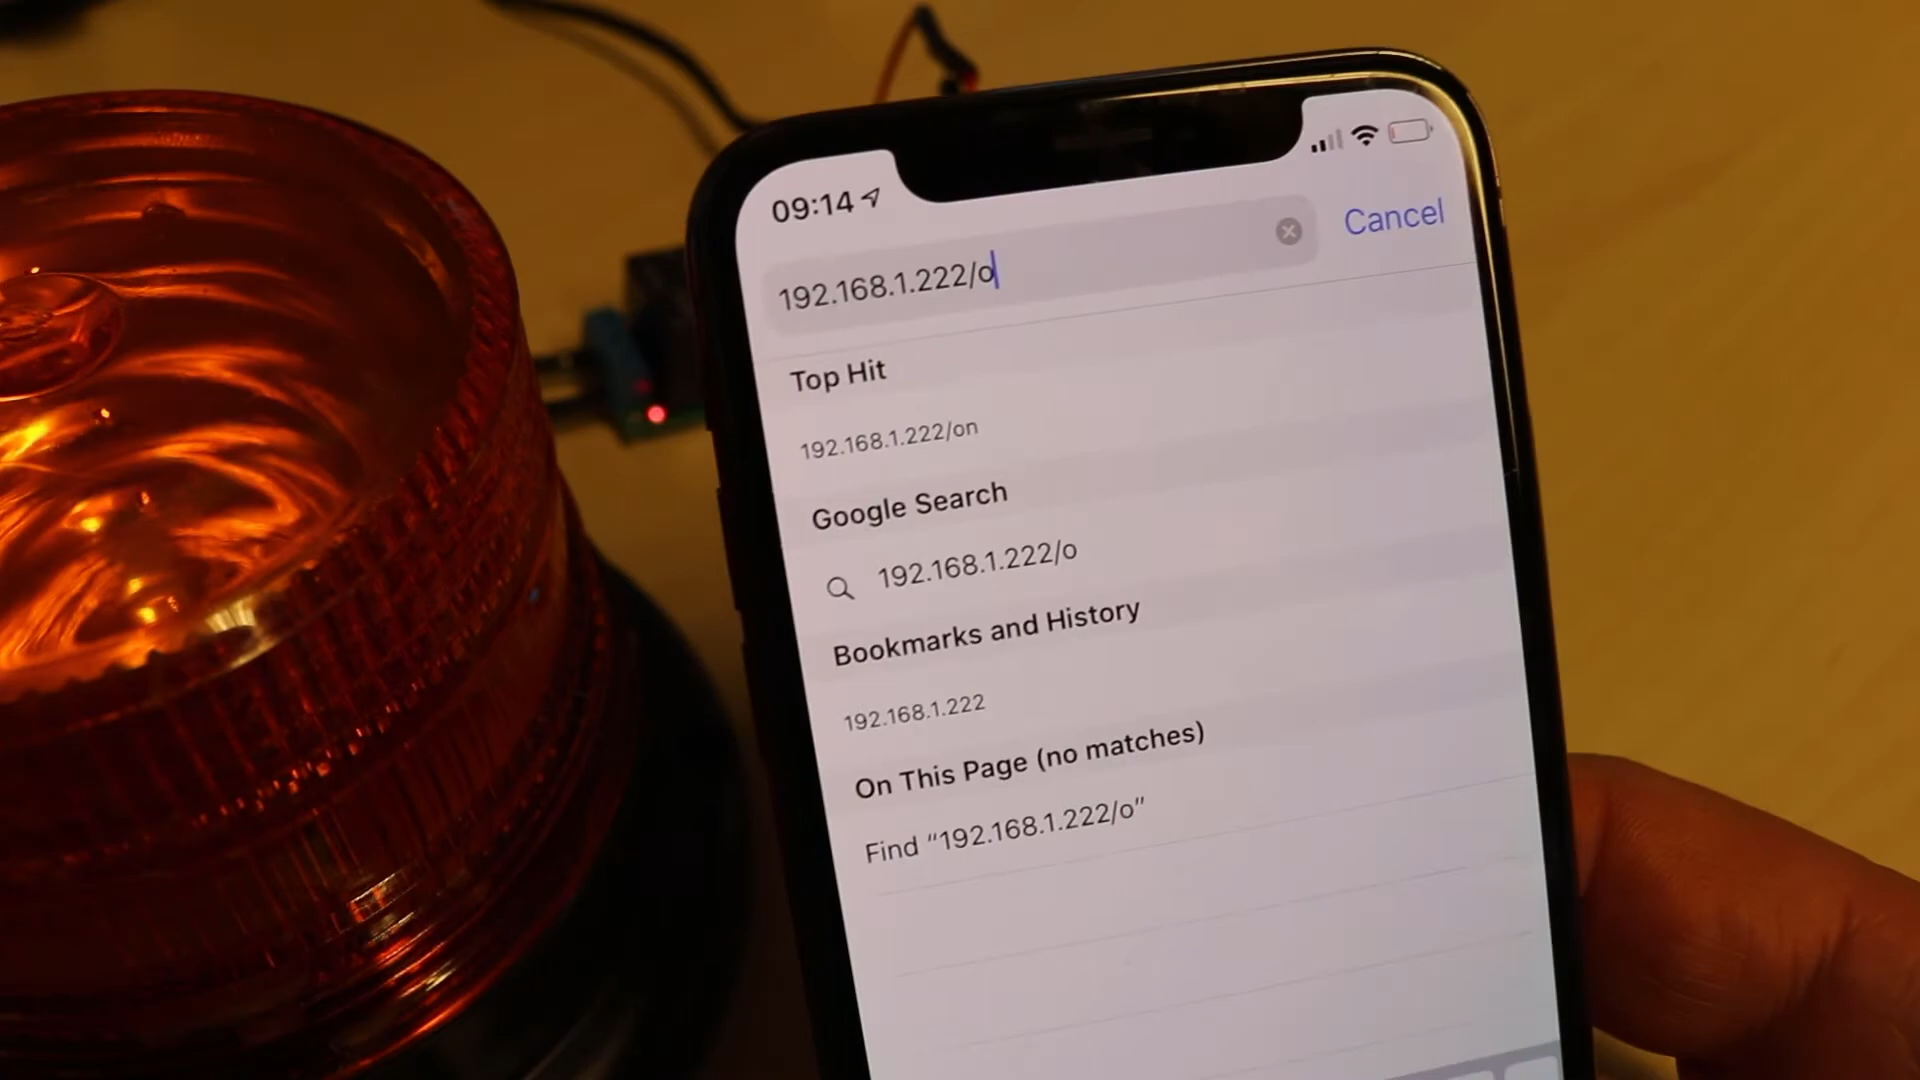 09:14
192.168.1.222/o
Cancel
Top Hit
192.168.1.222/on
Google Search
192.168.1.222/o
Bookmarks and History
192.168.1.222
On This Page (no matches)
Find “192.168.1.222/o”